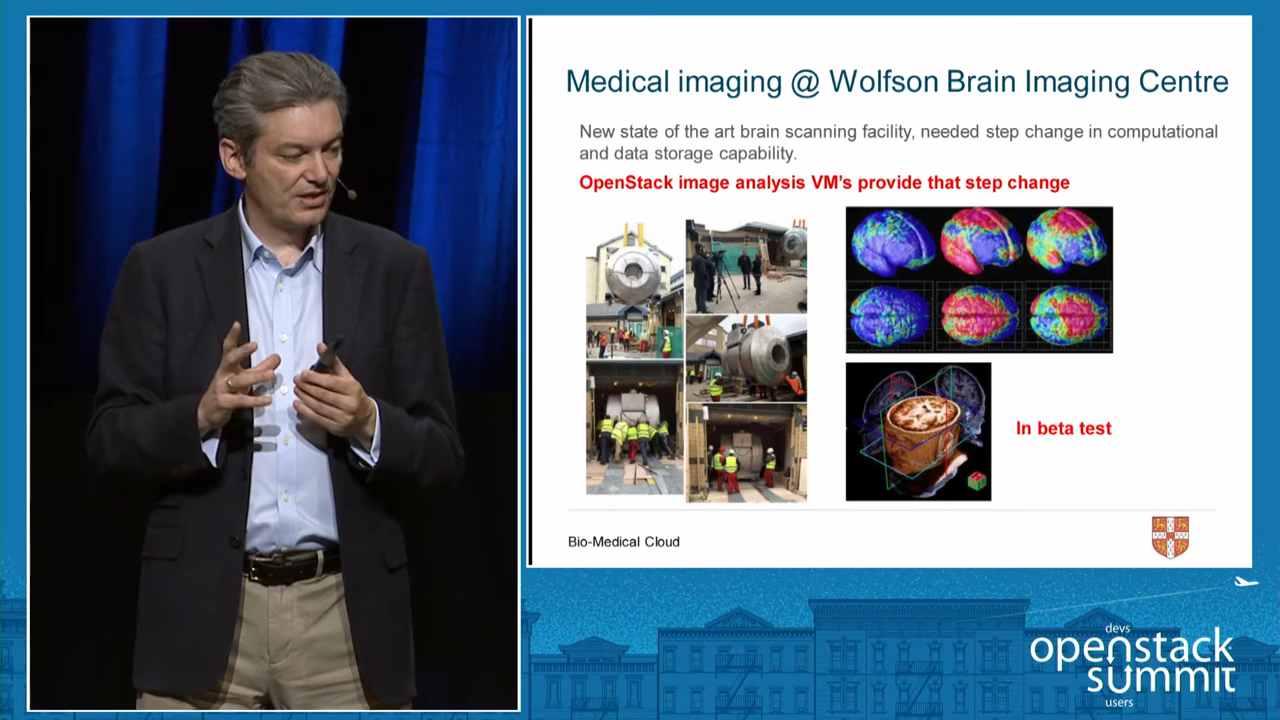 Medical imaging @ Wolfson Brain Imaging Centre
New state of the art brain scanning facility, needed step change in computational
and data storage capability.
OpenStack image analysis VM's provide that step change
In beta test
Bio-Medical Cloud
devs
openstack
summit
users